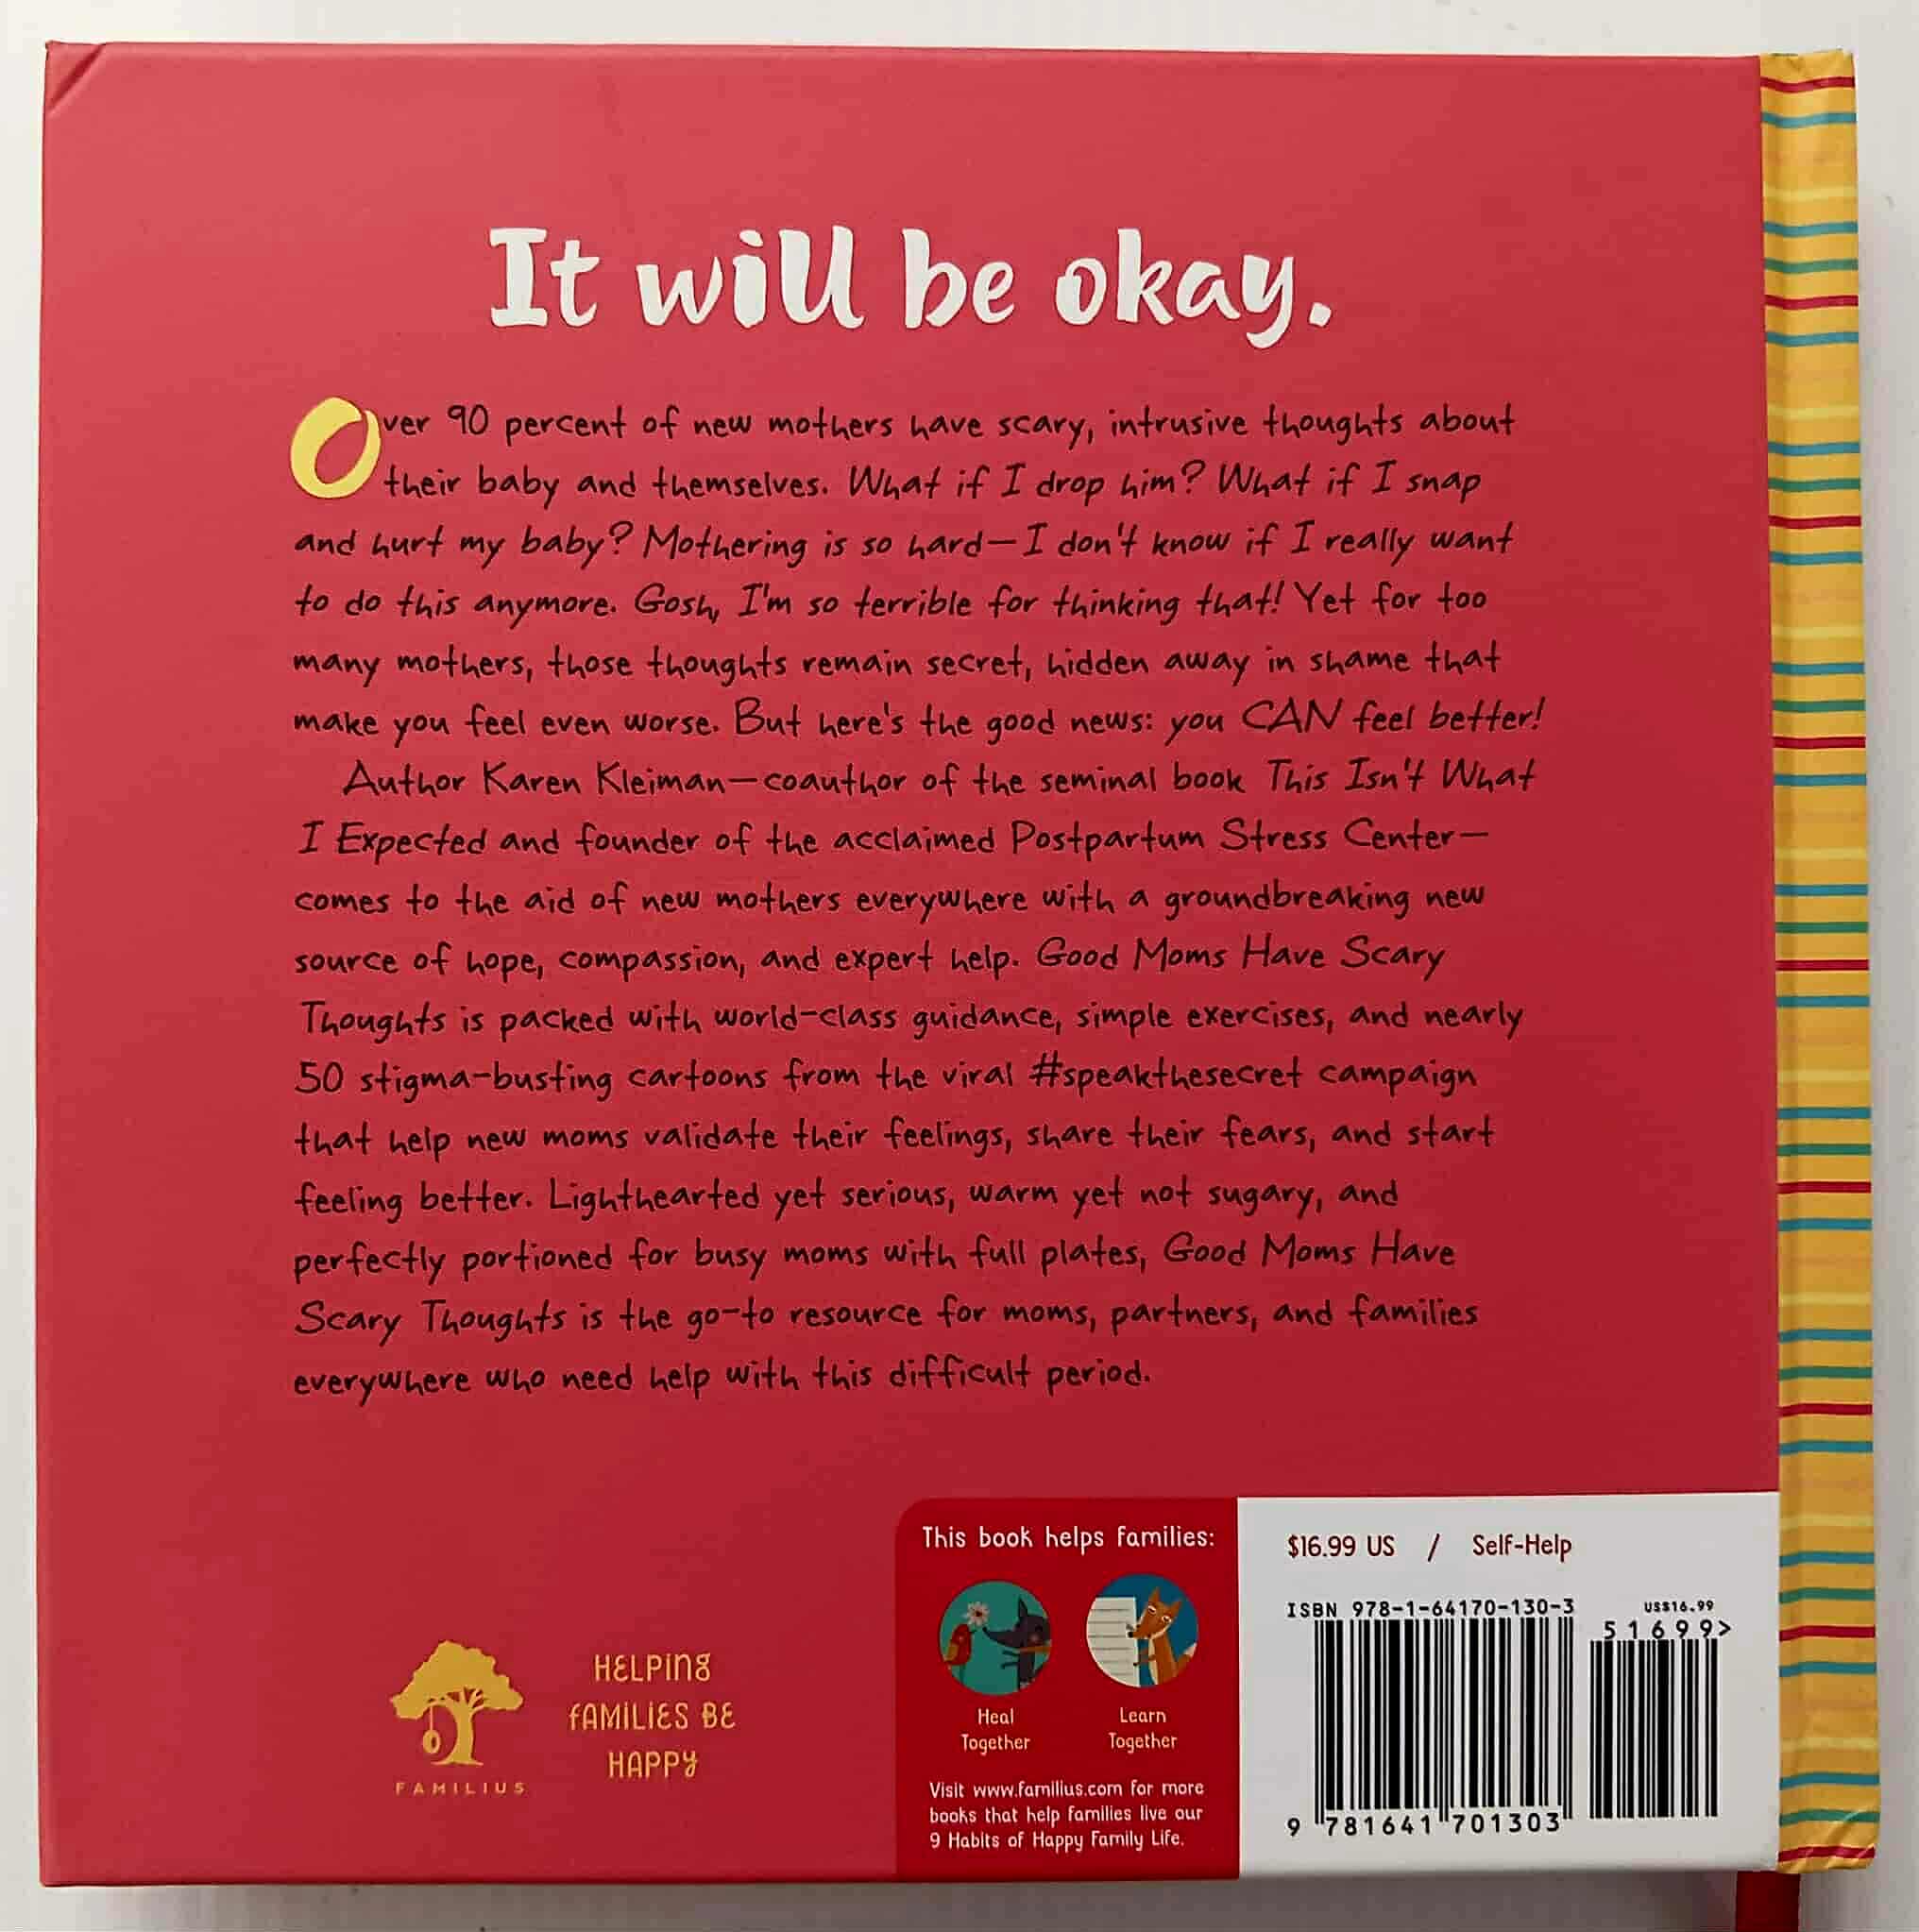 It will be okay.
Over 90 percent of new mothers have scary, intrusive thoughts about
their baby and themselves. What if I drop him? What if I snap
and hurt my baby? Mothering is so hard—I don't know if I really want
to do this anymore. Gosh, I'm so terrible for thinking that! Yet for too
many mothers, those thoughts remain secret, hidden away in shame that
make you feel even worse. But here's the good news: you CAN feel better!
Author Karen Kleiman—coauthor of the seminal book This Isn't What
I Expected and founder of the acclaimed Postpartum Stress Center—
comes to the aid of new mothers everywhere with a groundbreaking new
source of hope, compassion, and expert help. Good Moms Have Scary
Thoughts is packed with world-class guidance, simple exercises, and nearly
50 stigma-busting cartoons from the viral #speakthesecret campaign
that help new moms validate their feelings, share their fears, and start
feeling better. Lighthearted yet serious, warm yet not sugary, and
perfectly portioned for busy moms with full plates, Good Moms Have
Scary Thoughts is the go-to resource for moms, partners, and families
everywhere who need help with this difficult period.
FAMILIUS
HELPING
FAMILIES BE
HAPPY
This book helps families:
Heal
Together
Learn
Together
Visit www.familius.com for more
books that help families live our
9 Habits of Happy Family Life.
$16.99 US / Self-Help
ISBN 978-1-64170-130-3
US$16.99
51699>
9 781641 701303